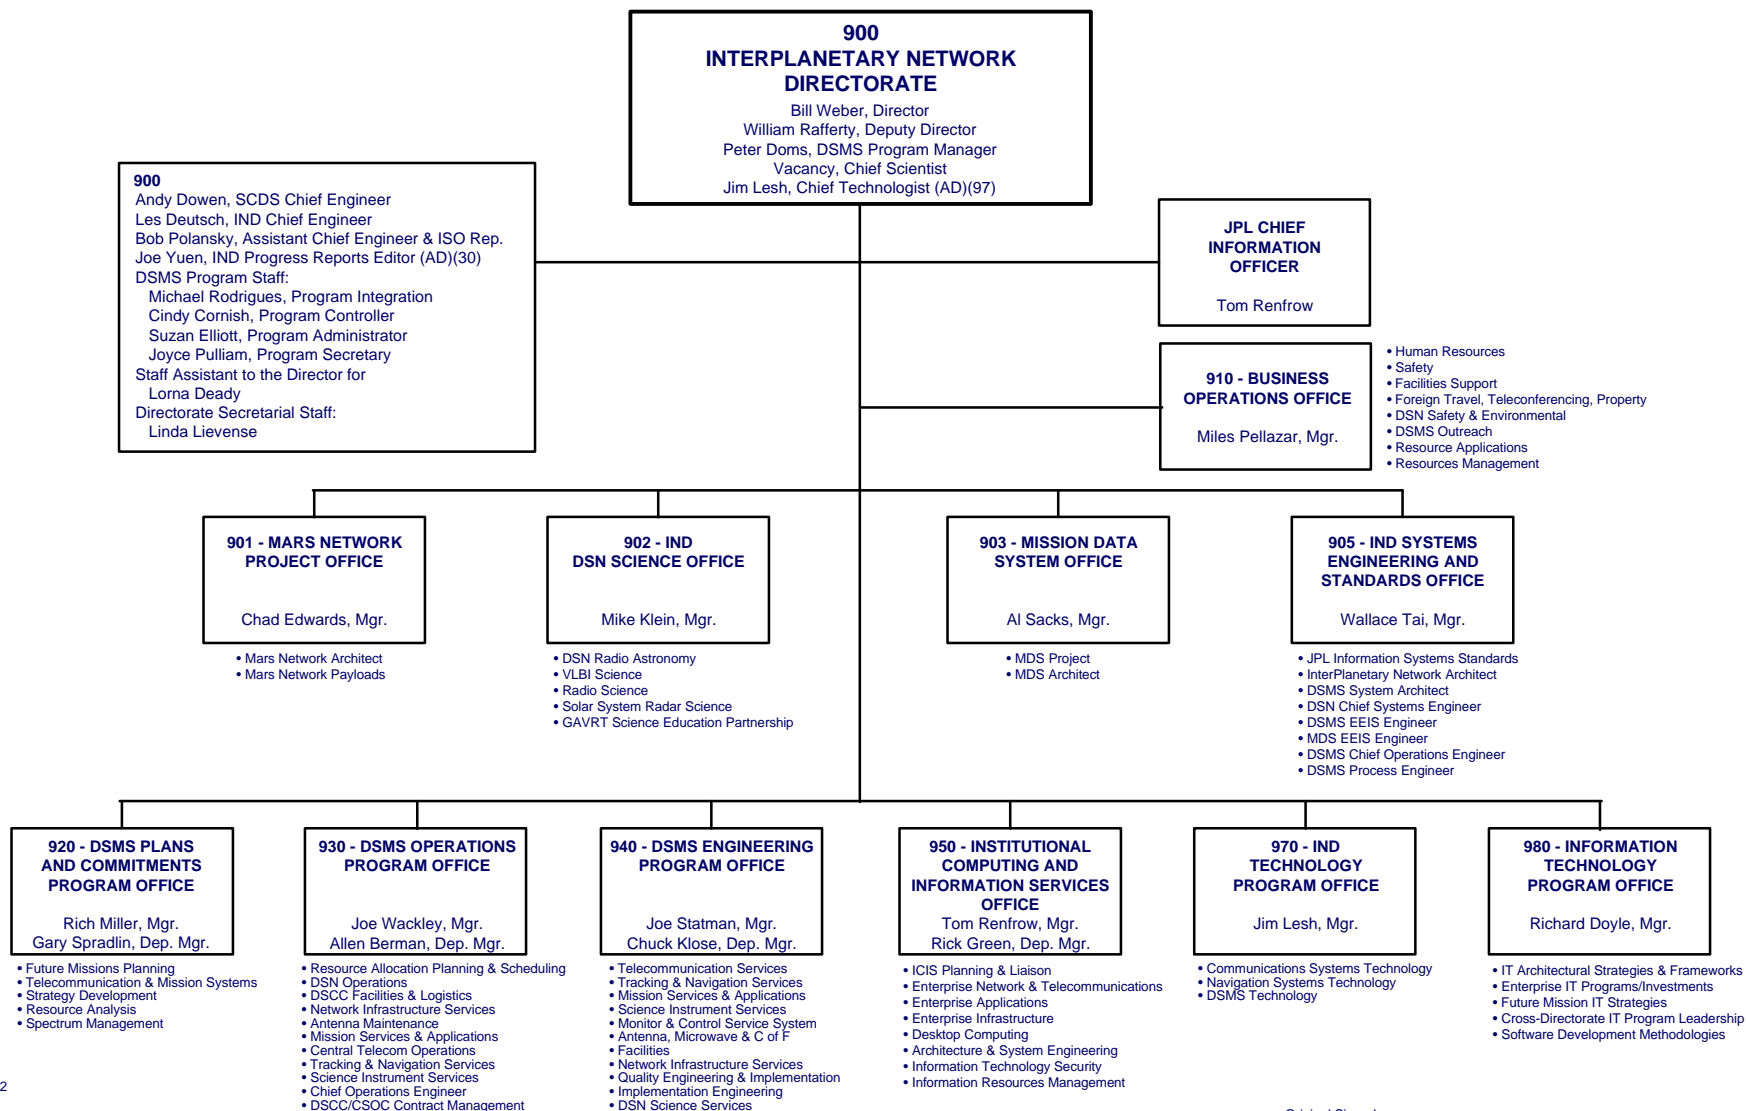 900
INTERPLANETARY NETWORK
DIRECTORATE
Bill Weber, Director
William Rafferty, Deputy Director
Peter Doms, DSMS Program Manager
Vacancy, Chief Scientist
Jim Lesh, Chief Technologist (AD)(97)
900
Andy Dowen, SCDS Chief Engineer
Les Deutsch, IND Chief Engineer
Bob Polansky, Assistant Chief Engineer & ISO Rep.
Joe Yuen, IND Progress Reports Editor (AD)(30)
DSMS Program Staff:
Michael Rodrigues, Program Integration
Cindy Cornish, Program Controller
Suzan Elliott, Program Administrator
Joyce Pulliam, Program Secretary
Staff Assistant to the Director for
Lorna Deady
Directorate Secretarial Staff:
Linda Lievense
JPL CHIEF
INFORMATION
OFFICER
Tom Renfrow
910 - BUSINESS
OPERATIONS OFFICE
Miles Pellazar, Mgr.
• Human Resources
• Safety
• Facilities Support
• Foreign Travel, Teleconferencing, Property
• DSN Safety & Environmental
• DSMS Outreach
• Resource Applications
• Resources Management
901 - MARS NETWORK
PROJECT OFFICE
Chad Edwards, Mgr.
• Mars Network Architect
• Mars Network Payloads
902 - IND
DSN SCIENCE OFFICE
Mike Klein, Mgr.
• DSN Radio Astronomy
• VLBI Science
• Radio Science
• Solar System Radar Science
• GAVRT Science Education Partnership
903 - MISSION DATA
SYSTEM OFFICE
Al Sacks, Mgr.
• MDS Project
• MDS Architect
905 - IND SYSTEMS
ENGINEERING AND
STANDARDS OFFICE
Wallace Tai, Mgr.
• JPL Information Systems Standards
• InterPlanetary Network Architect
• DSMS System Architect
• DSN Chief Systems Engineer
• DSMS EEIS Engineer
• MDS EEIS Engineer
• DSMS Chief Operations Engineer
• DSMS Process Engineer
920 - DSMS PLANS
AND COMMITMENTS
PROGRAM OFFICE
Rich Miller, Mgr.
Gary Spradlin, Dep. Mgr.
• Future Missions Planning
• Telecommunication & Mission Systems
• Strategy Development
• Resource Analysis
• Spectrum Management
930 - DSMS OPERATIONS
PROGRAM OFFICE
Joe Wackley, Mgr.
Allen Berman, Dep. Mgr.
• Resource Allocation Planning & Scheduling
• DSN Operations
• DSCC Facilities & Logistics
• Network Infrastructure Services
• Antenna Maintenance
• Mission Services & Applications
• Central Telecom Operations
• Tracking & Navigation Services
• Science Instrument Services
• Chief Operations Engineer
• DSCC/CSOC Contract Management
940 - DSMS ENGINEERING
PROGRAM OFFICE
Joe Statman, Mgr.
Chuck Klose, Dep. Mgr.
• Telecommunication Services
• Tracking & Navigation Services
• Mission Services & Applications
• Science Instrument Services
• Monitor & Control Service System
• Antenna, Microwave & C of F
• Facilities
• Network Infrastructure Services
• Quality Engineering & Implementation
• Implementation Engineering
• DSN Science Services
950 - INSTITUTIONAL
COMPUTING AND
INFORMATION SERVICES
OFFICE
Tom Renfrow, Mgr.
Rick Green, Dep. Mgr.
• ICIS Planning & Liaison
• Enterprise Network & Telecommunications
• Enterprise Applications
• Enterprise Infrastructure
• Desktop Computing
• Architecture & System Engineering
• Information Technology Security
• Information Resources Management
970 - IND
TECHNOLOGY
PROGRAM OFFICE
Jim Lesh, Mgr.
• Communications Systems Technology
• Navigation Systems Technology
• DSMS Technology
980 - INFORMATION
TECHNOLOGY
PROGRAM OFFICE
Richard Doyle, Mgr.
• IT Architectural Strategies & Frameworks
• Enterprise IT Programs/Investments
• Future Mission IT Strategies
• Cross-Directorate IT Program Leadership
• Software Development Methodologies
2